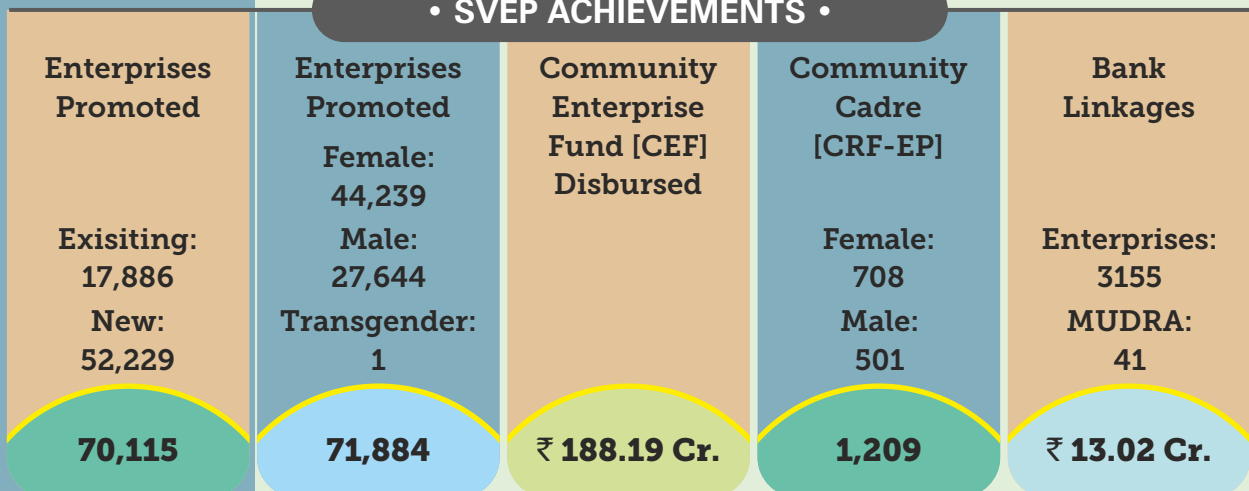 • SVEP ACHIEVEMENTS •
Enterprises
Promoted
Exisiting:
17,886
New:
52,229
70,115
Enterprises
Promoted
Female:
44,239
Male:
27,644
Transgender:
1
71,884
Community
Enterprise
Fund [CEF]
Disbursed
₹ 188.19 Cr.
Community
Cadre
[CRF-EP]
Female:
708
Male:
501
1,209
Bank
Linkages
Enterprises:
3155
MUDRA:
41
₹ 13.02 Cr.